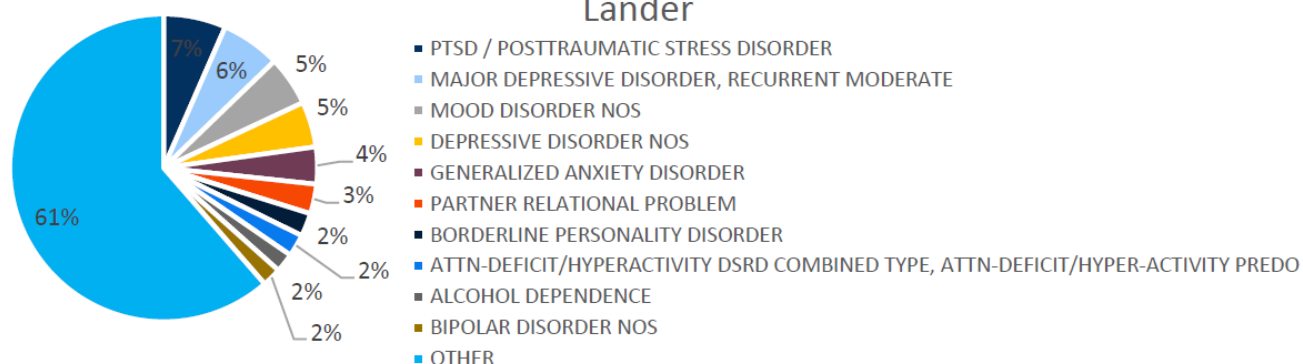 Lander
7%
6%
5%
5%
4%
3%
2%
2%
2%
2%
61%
PTSD / POSTTRAUMATIC STRESS DISORDER
MAJOR DEPRESSIVE DISORDER, RECURRENT MODERATE
MOOD DISORDER NOS
DEPRESSIVE DISORDER NOS
GENERALIZED ANXIETY DISORDER
PARTNER RELATIONAL PROBLEM
BORDERLINE PERSONALITY DISORDER
ATTN-DEFICIT/HYPERACTIVITY DSRD COMBINED TYPE, ATTN-DEFICIT/HYPER-ACTIVITY PREDO
ALCOHOL DEPENDENCE
BIPOLAR DISORDER NOS
OTHER